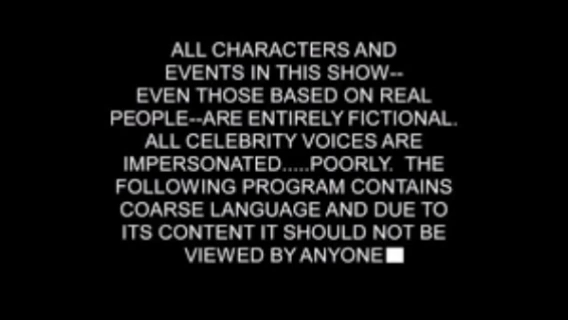 ALL CHARACTERS AND
EVENTS IN THIS SHOW--
EVEN THOSE BASED ON REAL
PEOPLE--ARE ENTIRELY FICTIONAL.
ALL CELEBRITY VOICES ARE
IMPERSONATED.....POORLY. THE
FOLLOWING PROGRAM CONTAINS
COARSE LANGUAGE AND DUE TO
ITS CONTENT IT SHOULD NOT BE
VIEWED BY ANYONE